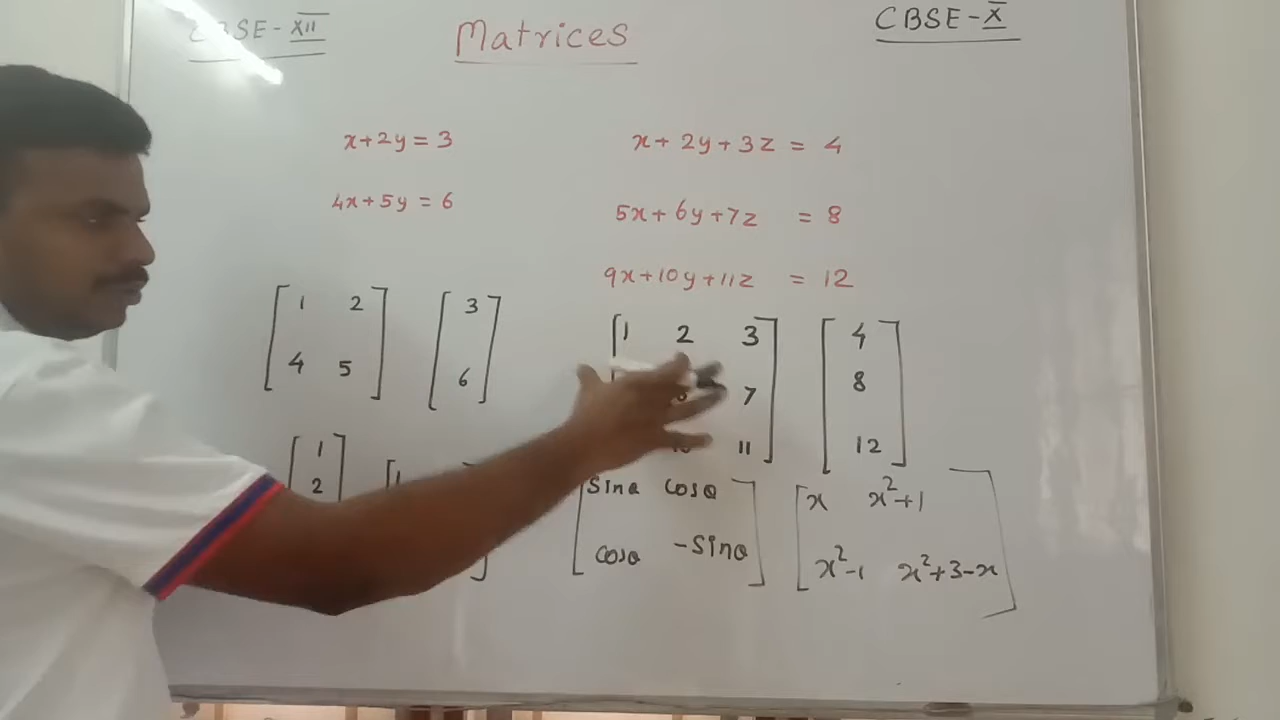 CBSE - XII
Matrices
CBSE - X
x+2y = 3
4x+5y = 6
x+ 2y+3z = 4
5x+6y+7z = 8
9x+10y+11z = 12
1 2
4 5
3
6
1 2 3
7
11
4
8
12
1
2
Sinθ Cosθ
Cosθ -Sinθ
x x²+1
x²-1 x²+3-x